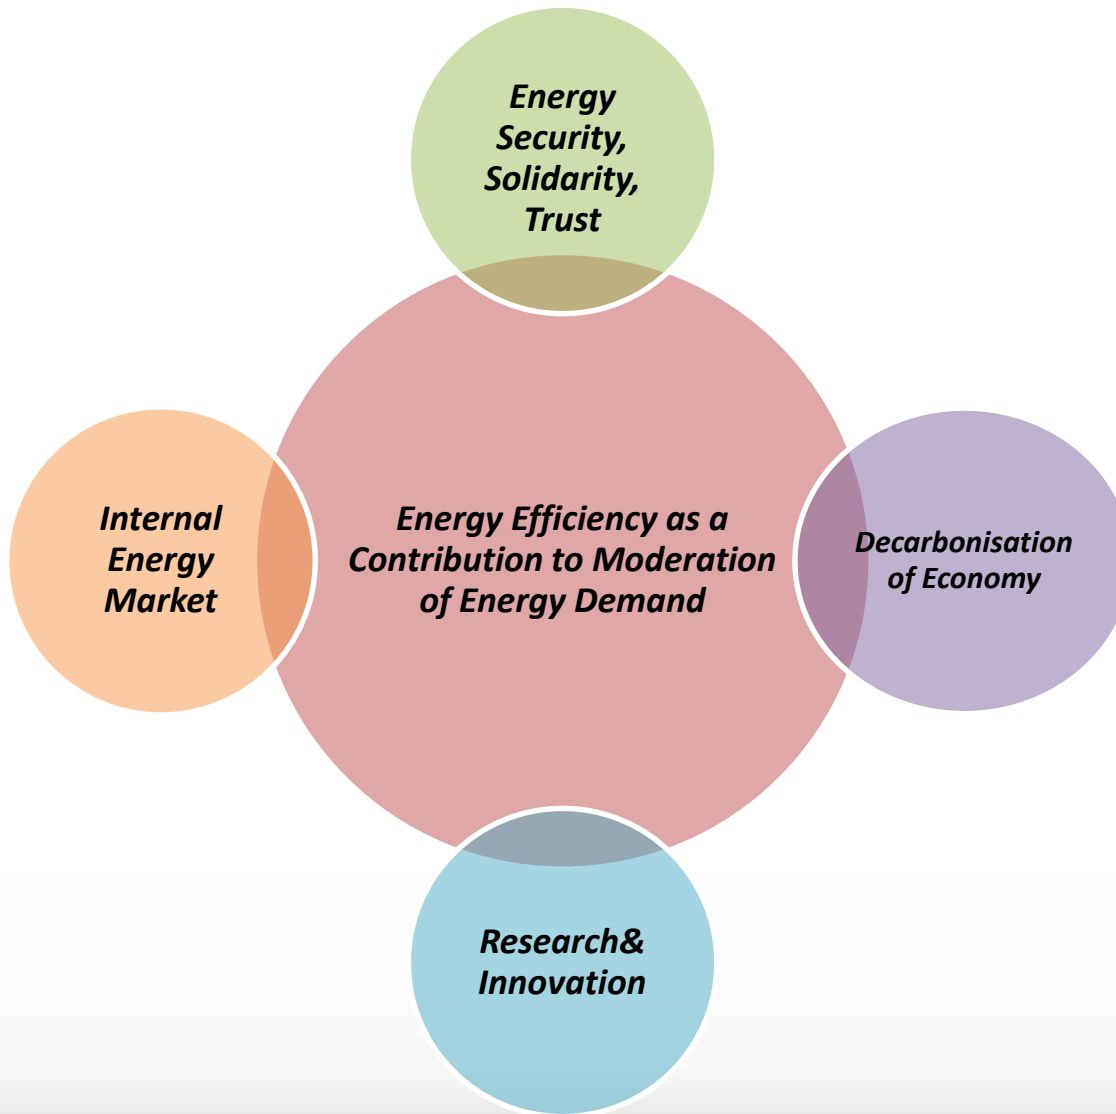 Energy
Security,
Solidarity,
Trust
Internal
Energy
Market
Energy Efficiency as a
Contribution to Moderation
of Energy Demand
Decarbonisation
of Economy
Research&
Innovation